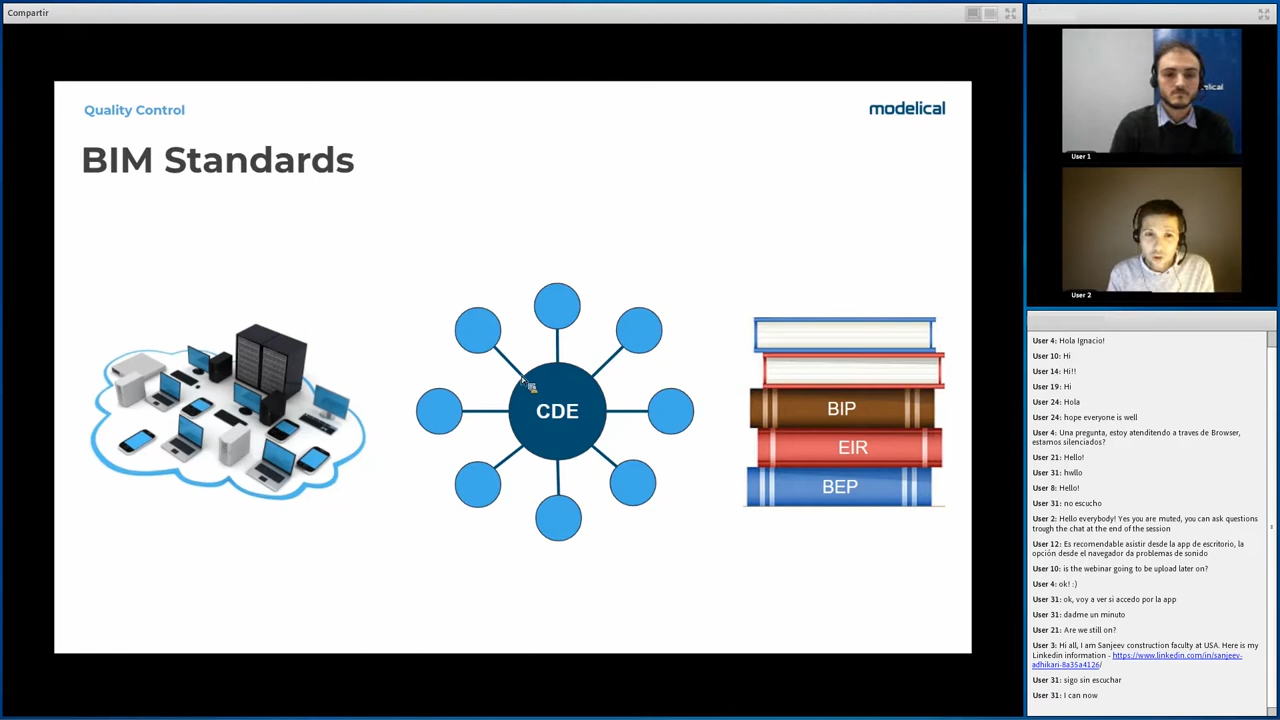 Compartir
Quality Control
modelical
BIM Standards
CDE
BIP
EIR
BEP
elical
User 1
User 2
User 4: Hola Ignacio!
User 10: Hi
User 14: Hi!!
User 19: Hi
User 24: Hola
User 24: hope everyone is well
User 4: Una pregunta, estoy atenditendo a traves de Browser,
estamos silenciados?
User 21: Hello!
User 31: hwllo
User 8: Hello!
User 31: no escucho
User 2: Hello everybody! Yes you are muted, you can ask questions
trough the chat at the end of the session
User 12: Es recomendable asistir desde la app de escritorio, la
opción desde el navegador da problemas de sonido
User 10: is the webinar going to be upload later on?
User 4: ok! :)
User 31: ok, voy a ver si accedo por la app
User 31: dadme un minuto
User 21: Are we still on?
User 3: Hi all, I am Sanjeev construction faculty at USA. Here is my
Linkedin information - https://www.linkedin.com/in/sanjeev-
adhikari-8a35a4126/
User 31: sigo sin escuchar
User 31: I can now